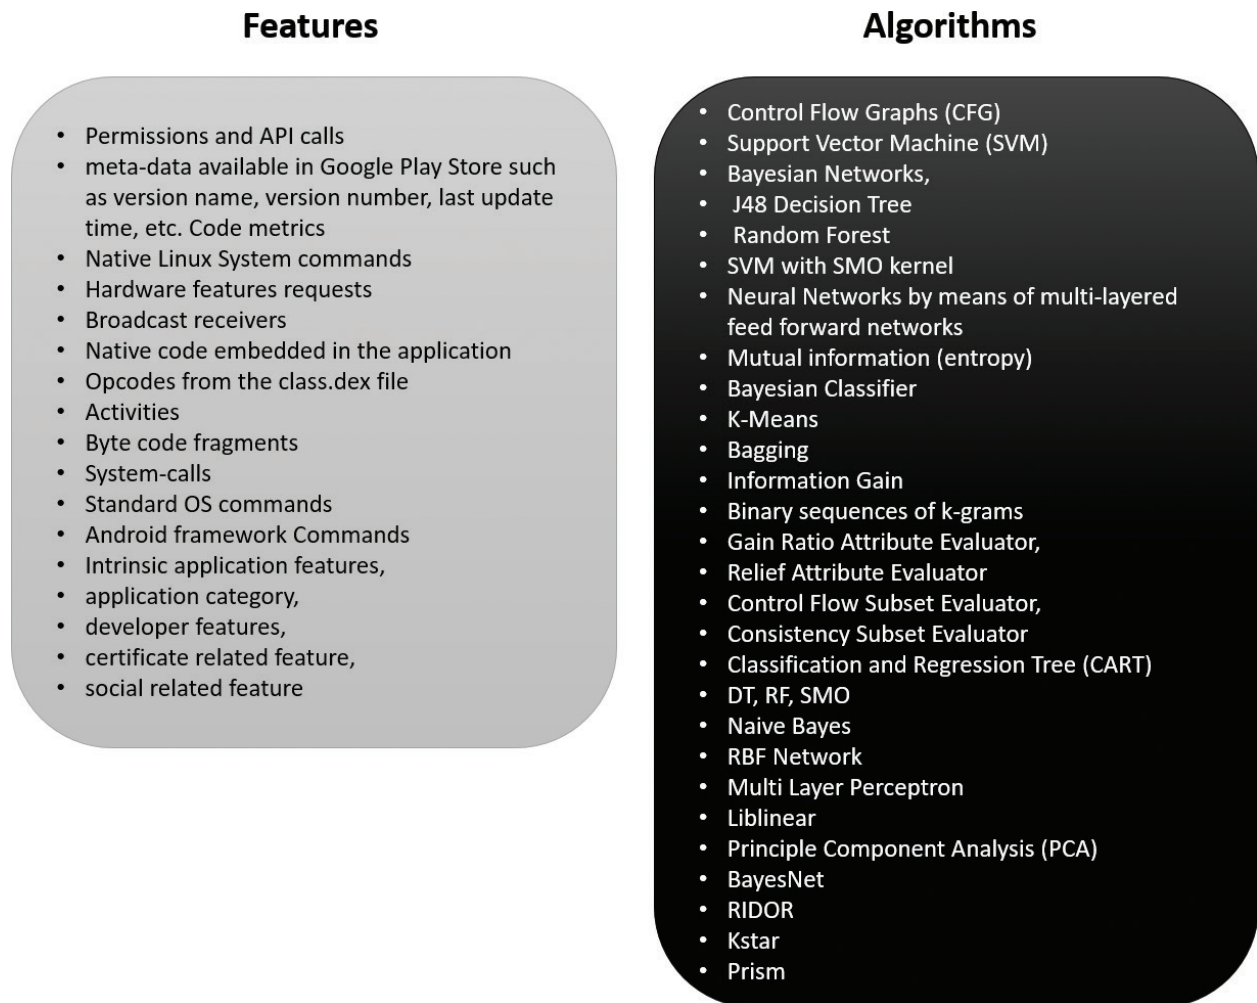 Features
• Permissions and API calls
• meta-data available in Google Play Store such
as version name, version number, last update
time, etc. Code metrics
• Native Linux System commands
• Hardware features requests
• Broadcast receivers
• Native code embedded in the application
• Opcodes from the class.dex file
• Activities
• Byte code fragments
• System-calls
• Standard OS commands
• Android framework Commands
• Intrinsic application features,
• application category,
• developer features,
• certificate related feature,
• social related feature
Algorithms
• Control Flow Graphs (CFG)
• Support Vector Machine (SVM)
• Bayesian Networks,
• J48 Decision Tree
• Random Forest
• SVM with SMO kernel
• Neural Networks by means of multi-layered
feed forward networks
• Mutual information (entropy)
• Bayesian Classifier
• K-Means
• Bagging
• Information Gain
• Binary sequences of k-grams
• Gain Ratio Attribute Evaluator,
• Relief Attribute Evaluator
• Control Flow Subset Evaluator,
• Consistency Subset Evaluator
• Classification and Regression Tree (CART)
• DT, RF, SMO
• Naive Bayes
• RBF Network
• Multi Layer Perceptron
• Liblinear
• Principle Component Analysis (PCA)
• BayesNet
• RIDOR
• Kstar
• Prism